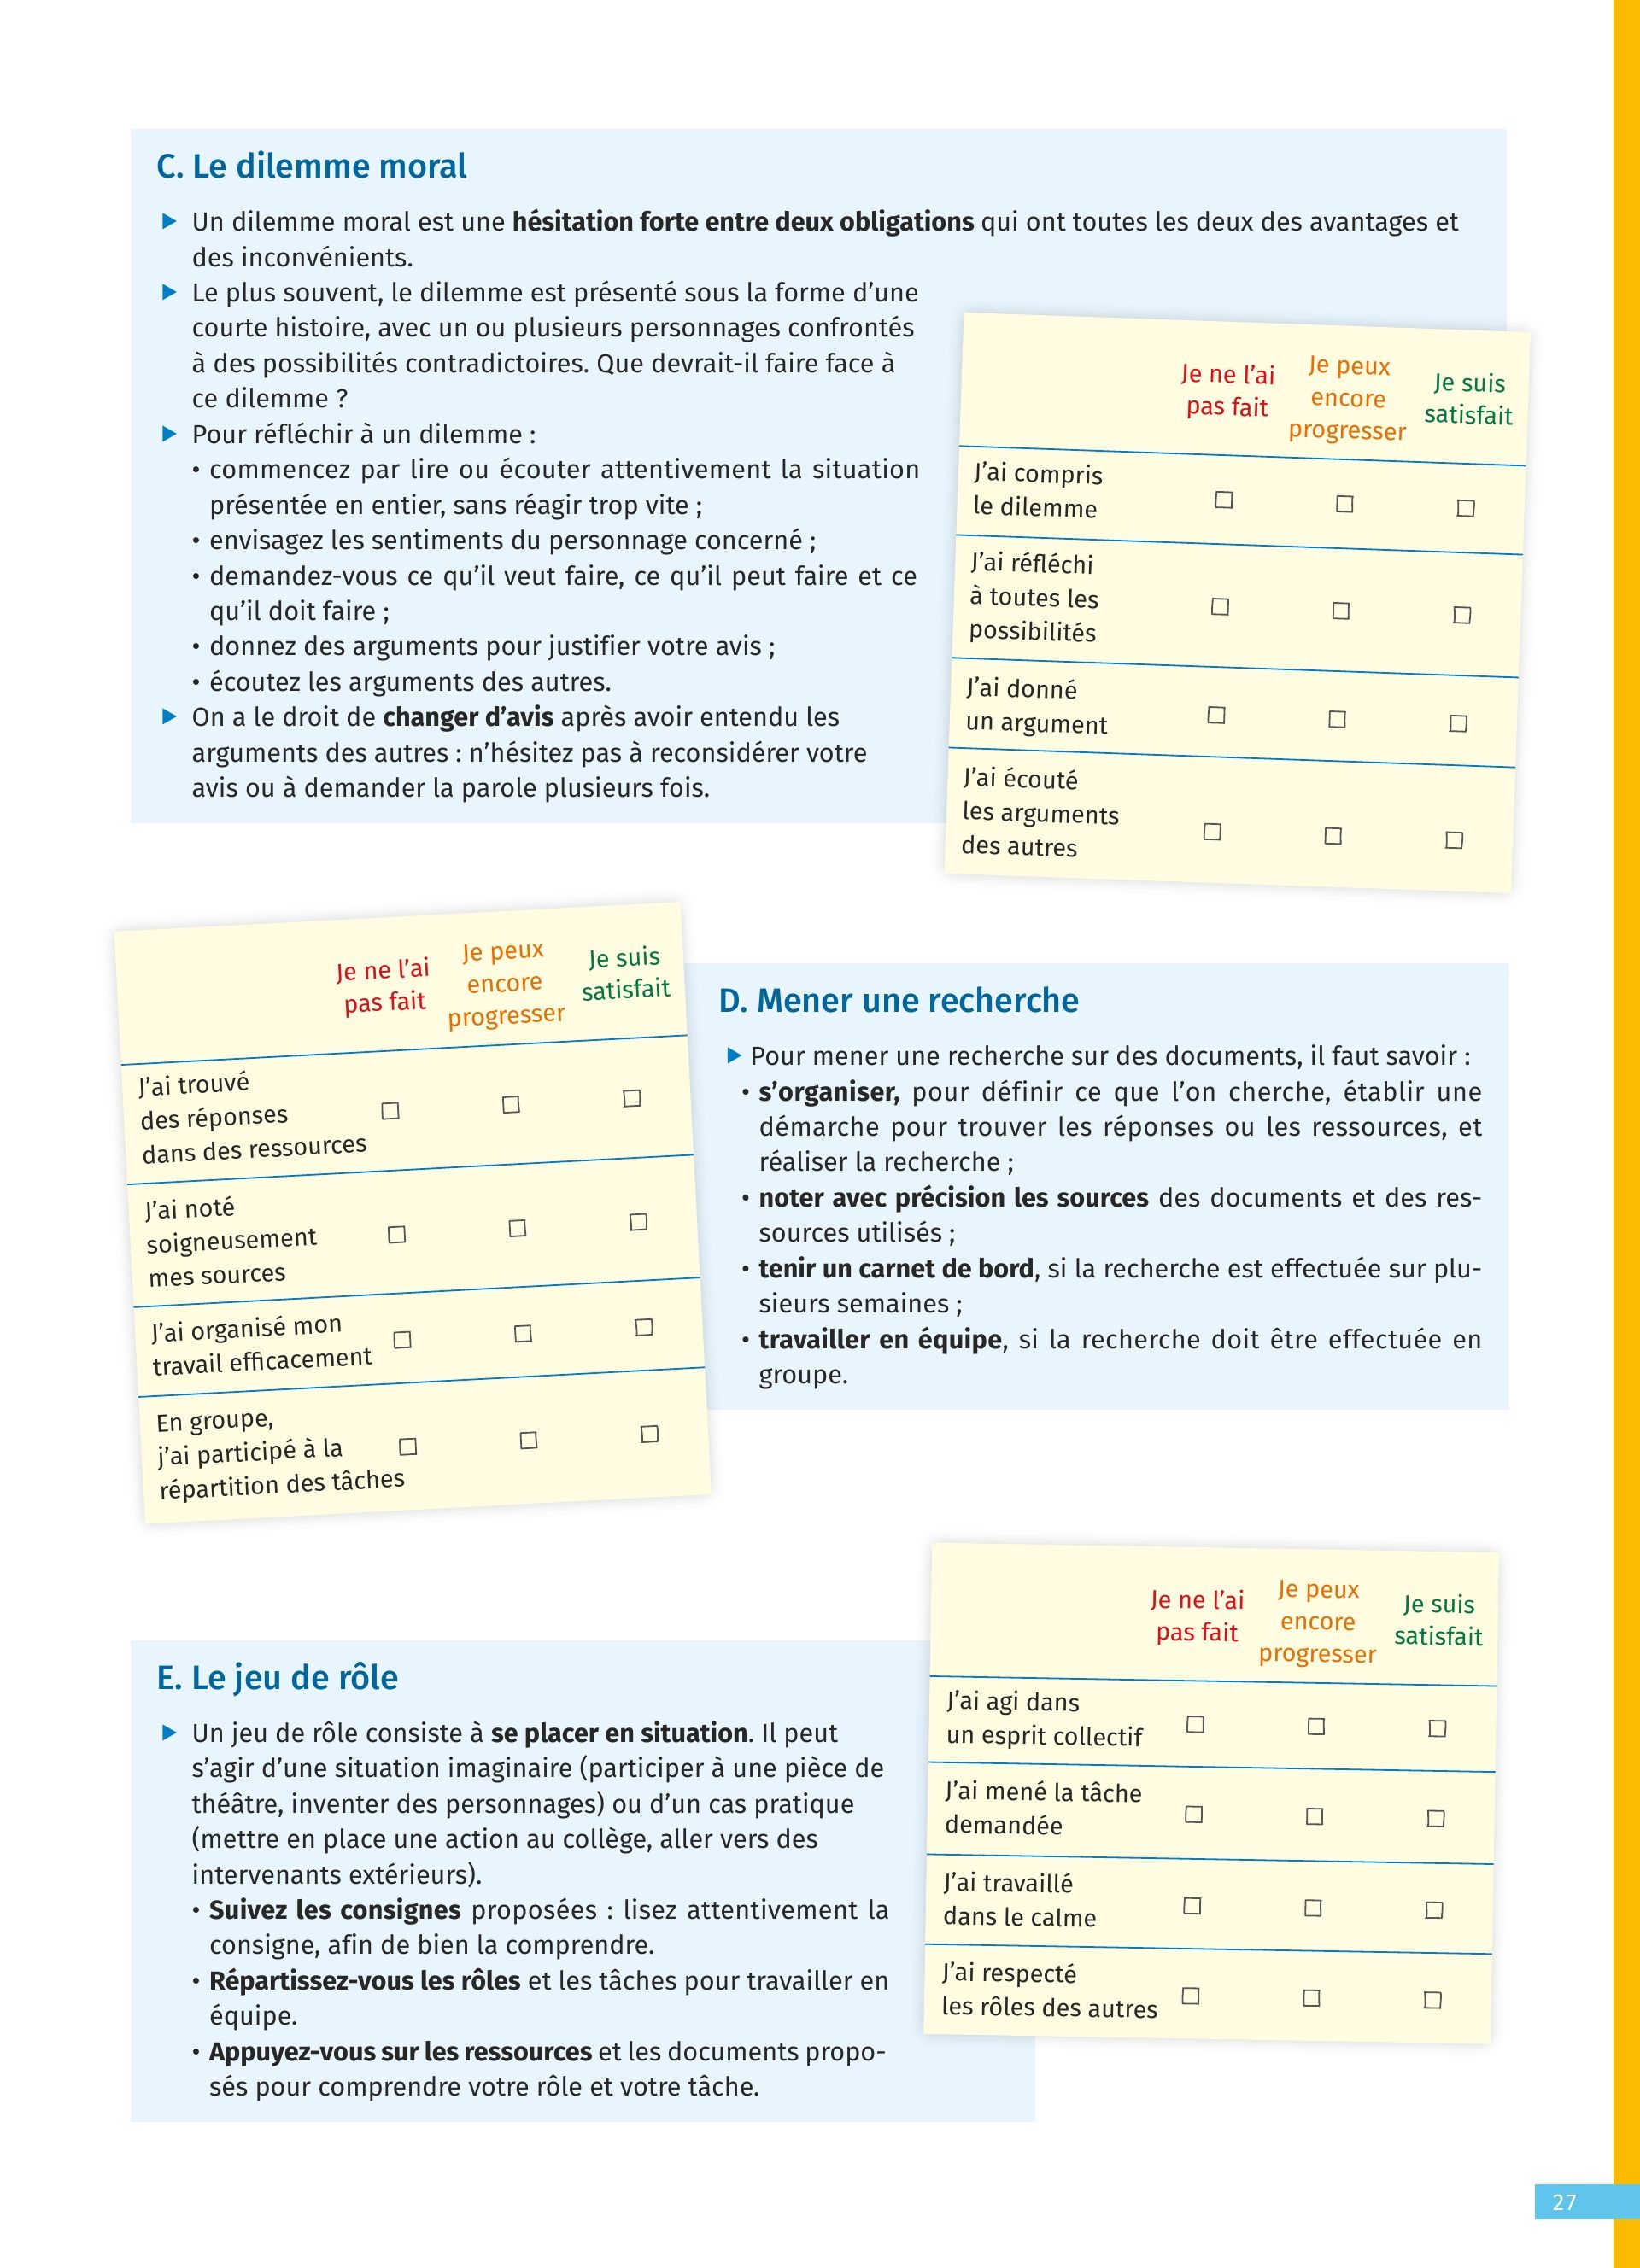 C. Le dilemme moral
▶ Un dilemme moral est une hésitation forte entre deux obligations qui ont toutes les deux des avantages et
des inconvénients.
▶ Le plus souvent, le dilemme est présenté sous la forme d'une
courte histoire, avec un ou plusieurs personnages confrontés
à des possibilités contradictoires. Que devrait-il faire face à
ce dilemme ?
▶ Pour réfléchir à un dilemme :
• commencez par lire ou écouter attentivement la situation
présentée en entier, sans réagir trop vite ;
• envisagez les sentiments du personnage concerné ;
• demandez-vous ce qu'il veut faire, ce qu'il peut faire et ce
qu'il doit faire ;
• donnez des arguments pour justifier votre avis ;
• écoutez les arguments des autres.
▶ On a le droit de changer d'avis après avoir entendu les
arguments des autres : n'hésitez pas à reconsidérer votre
avis ou à demander la parole plusieurs fois.
Je ne l'ai
pas fait
Je peux
encore
progresser
Je suis
satisfait
J'ai compris
le dilemme
J'ai réfléchi
à toutes les
possibilités
J'ai donné
un argument
J'ai écouté
les arguments
des autres
Je ne l'ai
pas fait
Je peux
encore
progresser
Je suis
satisfait
J'ai trouvé
des réponses
dans des ressources
J'ai noté
soigneusement
mes sources
J'ai organisé mon
travail efficacement
En groupe,
j'ai participé à la
répartition des tâches
D. Mener une recherche
▶ Pour mener une recherche sur des documents, il faut savoir :
• s'organiser, pour définir ce que l'on cherche, établir une
démarche pour trouver les réponses ou les ressources, et
réaliser la recherche ;
• noter avec précision les sources des documents et des res-
sources utilisés ;
• tenir un carnet de bord, si la recherche est effectuée sur plu-
sieurs semaines ;
• travailler en équipe, si la recherche doit être effectuée en
groupe.
E. Le jeu de rôle
▶ Un jeu de rôle consiste à se placer en situation. Il peut
s'agir d'une situation imaginaire (participer à une pièce de
théâtre, inventer des personnages) ou d'un cas pratique
(mettre en place une action au collège, aller vers des
intervenants extérieurs).
• Suivez les consignes proposées : lisez attentivement la
consigne, afin de bien la comprendre.
• Répartissez-vous les rôles et les tâches pour travailler en
équipe.
• Appuyez-vous sur les ressources et les documents propo-
sés pour comprendre votre rôle et votre tâche.
Je ne l'ai
pas fait
Je peux
encore
progresser
Je suis
satisfait
J'ai agi dans
un esprit collectif
J'ai mené la tâche
demandée
J'ai travaillé
dans le calme
J'ai respecté
les rôles des autres
27